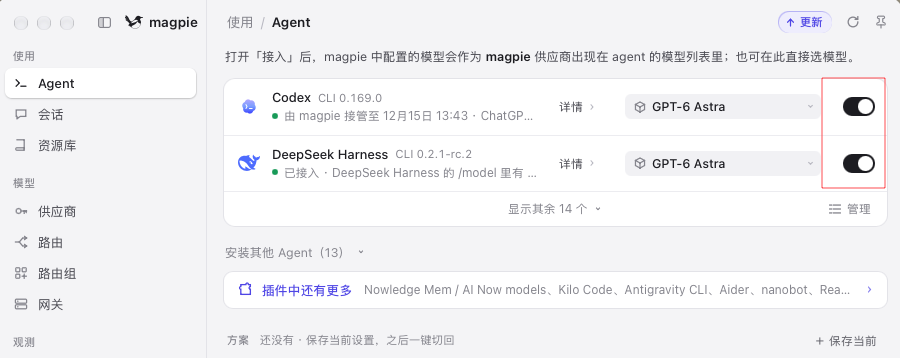 magpie
使用 / Agent
更新
使用
打开「接入」后，magpie 中配置的模型会作为 magpie 供应商出现在 agent 的模型列表里；也可在此直接选模型。
Agent
会话
资源库
模型
供应商
路由
路由组
网关
观测
Codex CLI 0.169.0
由 magpie 接管至 12月15日 13:43 · ChatGP...
详情
GPT-6 Astra
DeepSeek Harness CLI 0.2.1-rc.2
已接入 · DeepSeek Harness 的 /model 里有 ...
详情
GPT-6 Astra
显示其余 14 个
管理
安装其他 Agent（13）
插件中还有更多 Nowledge Mem / AI Now models、Kilo Code、Antigravity CLI、Aider、nanobot、Rea...
方案 还没有 · 保存当前设置，之后一键切回
+ 保存当前